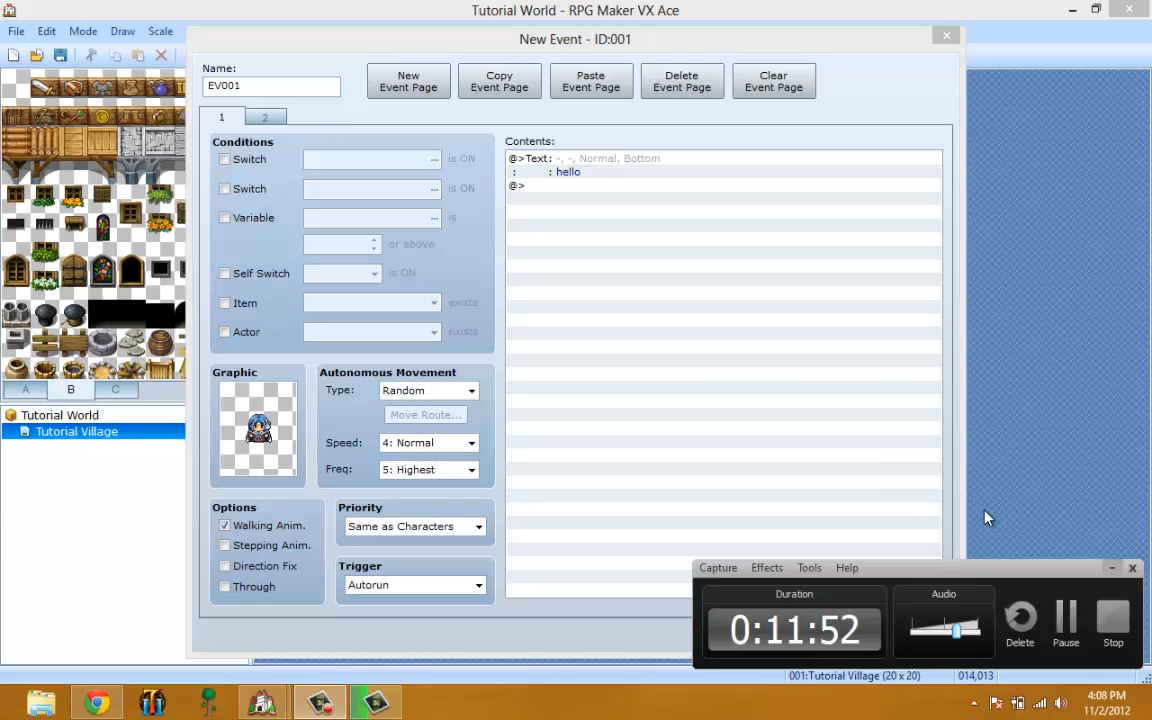 Tutorial World - RPG Maker VX Ace
File Edit Mode Draw Scale
New Event - ID:001
Name:
EV001
New Event Page
Copy Event Page
Paste Event Page
Delete Event Page
Clear Event Page
1 2
Conditions
Switch ... is ON
Switch ... is ON
Variable ... is
or above
Self Switch is ON
Item exists
Actor exists
Contents:
@>Text: -, -, Normal, Bottom
: : hello
@>
Graphic
Autonomous Movement
Type: Random
Move Route...
Speed: 4: Normal
Freq: 5: Highest
Options
Walking Anim.
Stepping Anim.
Direction Fix
Through
Priority
Same as Characters
Trigger
Autorun
A B C
Tutorial World
Tutorial Village
Capture Effects Tools Help
Duration
0:11:52
Audio
Delete Pause Stop
001:Tutorial Village (20 x 20) 014,013
4:08 PM
11/2/2012